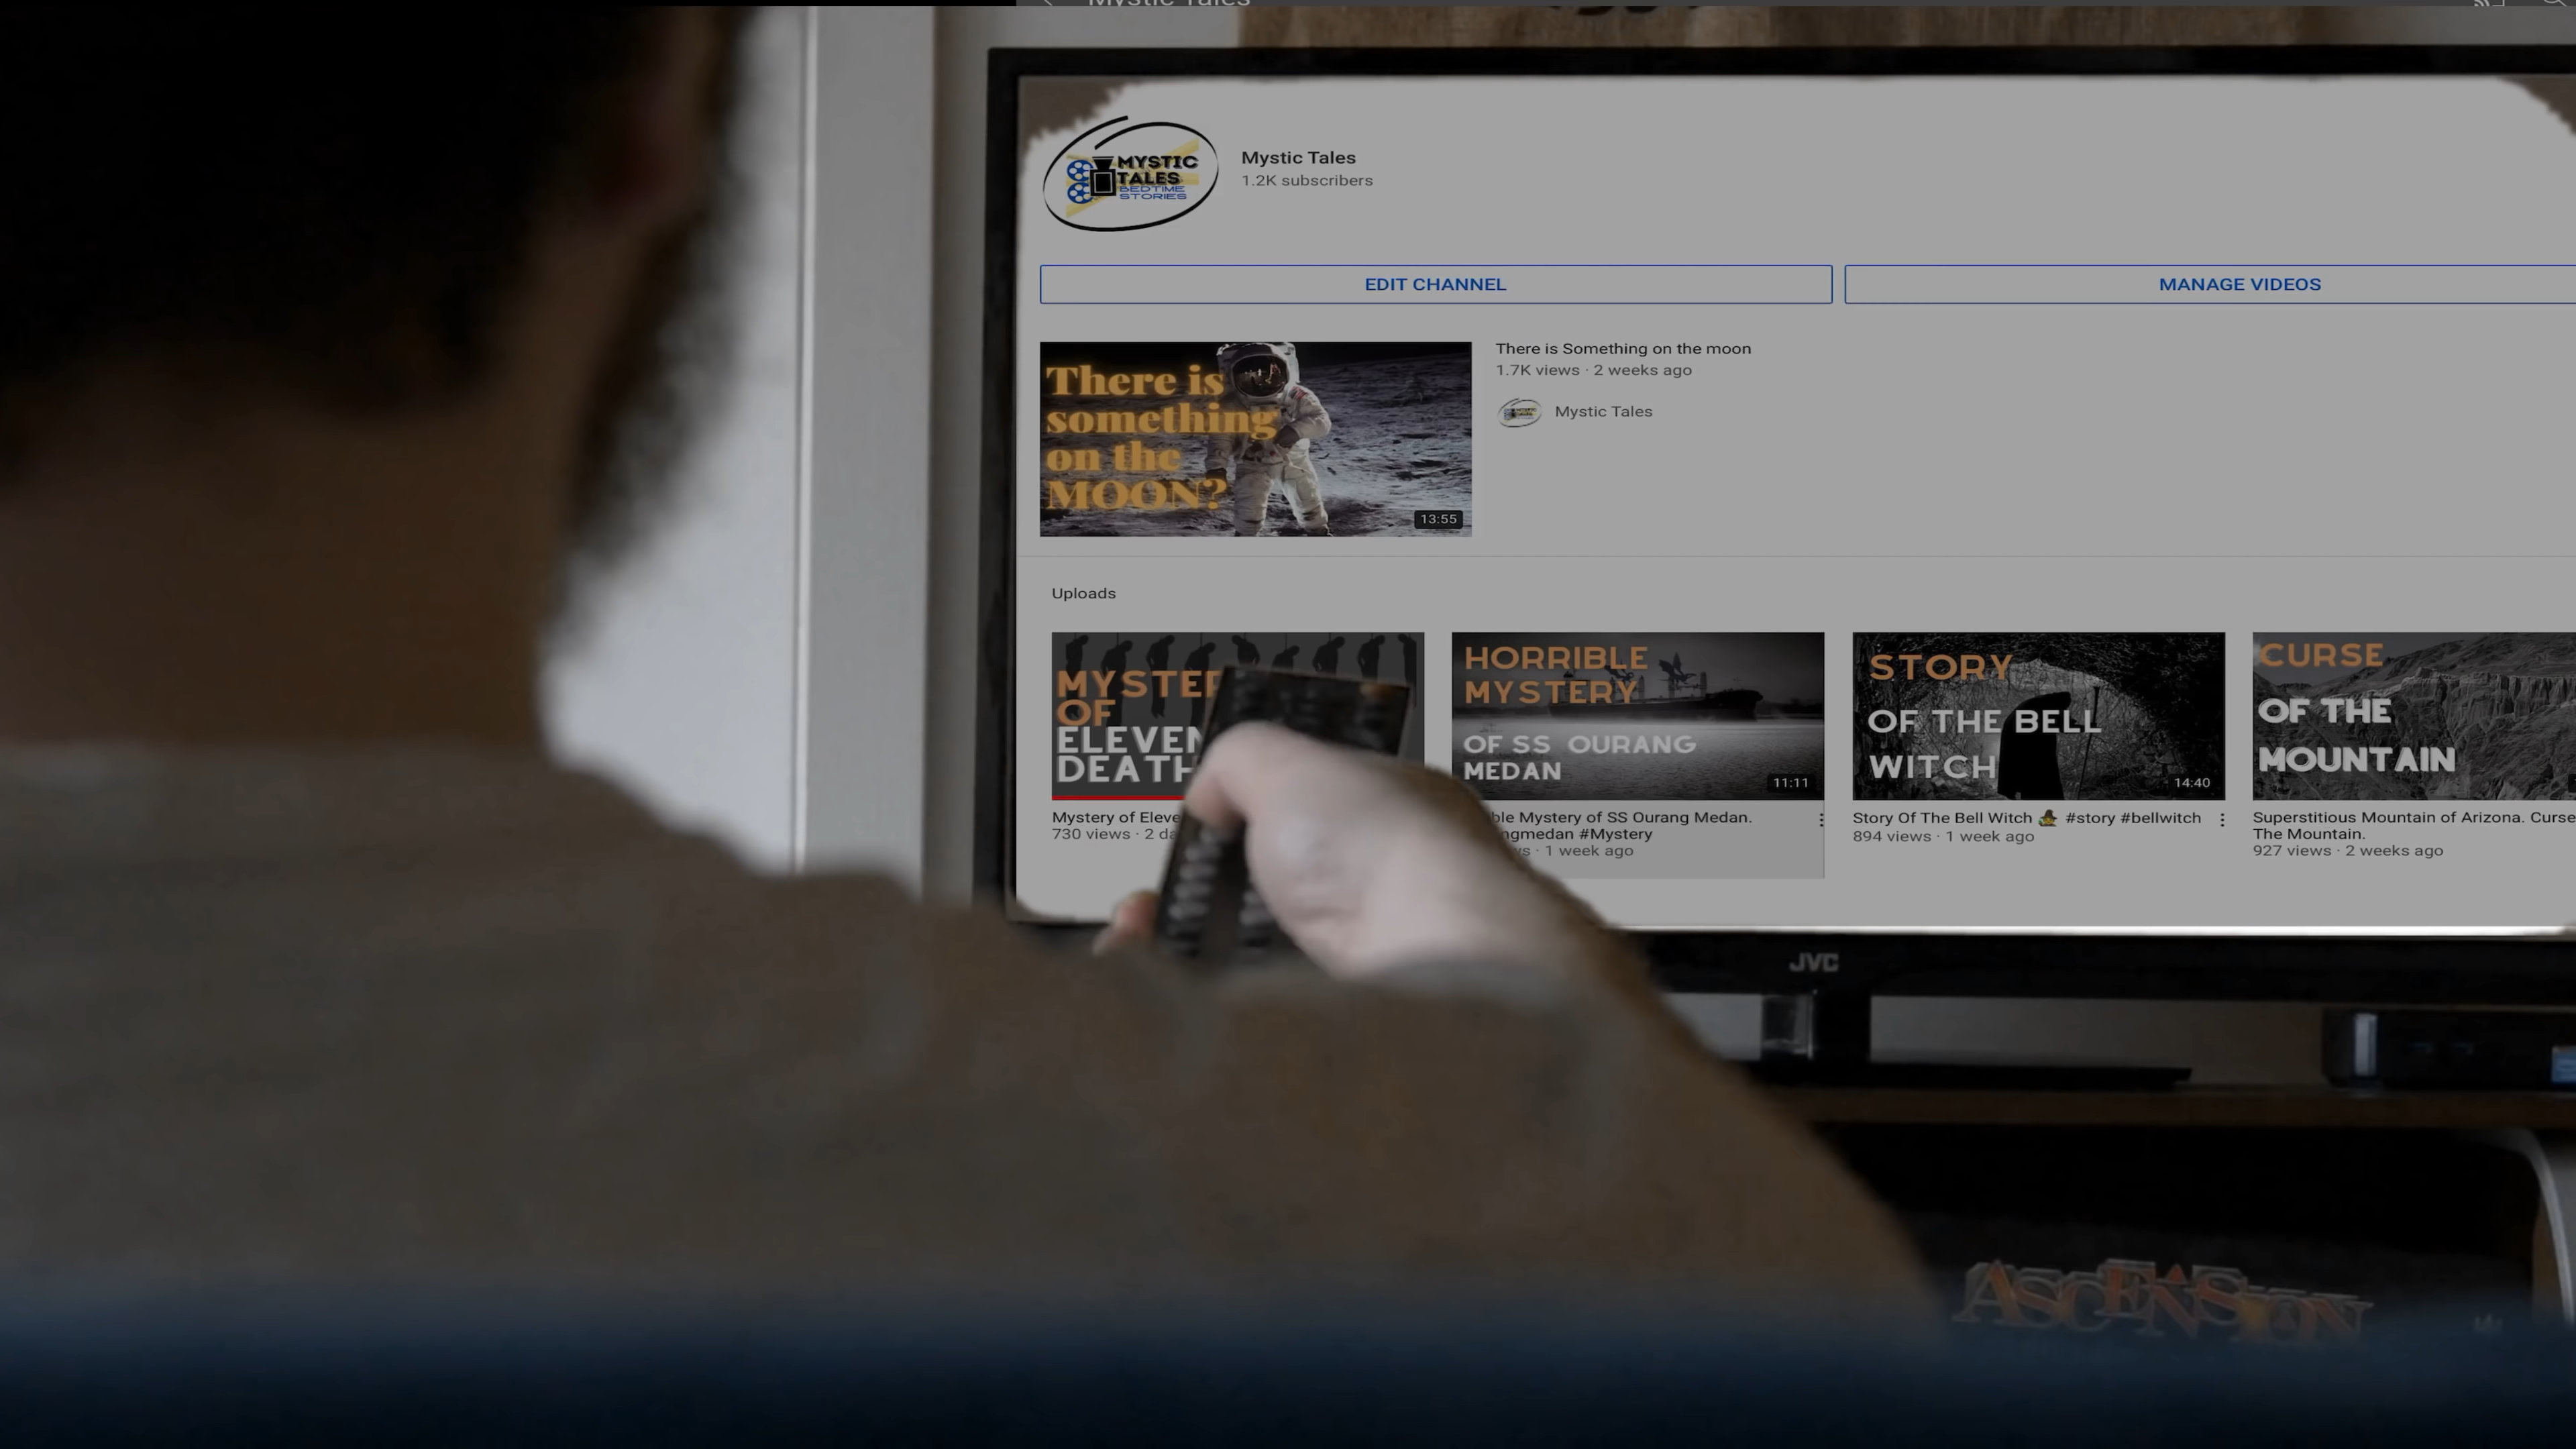 Mystic Tales
MYSTIC
TALES
BEDTIME
STORIES
Mystic Tales
1.2K subscribers
EDIT CHANNEL
MANAGE VIDEOS
There is
something
on the
MOON?
13:55
There is Something on the moon
1.7K views · 2 weeks ago
Mystic Tales
Uploads
OF
ELEVEN
DEATH
Mystery of
730 views · 2
HORRIBLE
MYSTERY
OF SS OURANG
MEDAN
11:11
Mystery of SS Ourang Medan.
#Mystery
· 1 week ago
STORY
OF THE BELL
WITCH
14:40
Story Of The Bell Witch 🧙 #story #bellwitch
894 views · 1 week ago
CURSE
OF THE
MOUNTAIN
Superstitious Mountain of Arizona. Curse
The Mountain.
927 views · 2 weeks ago
JVC
ASCENSION